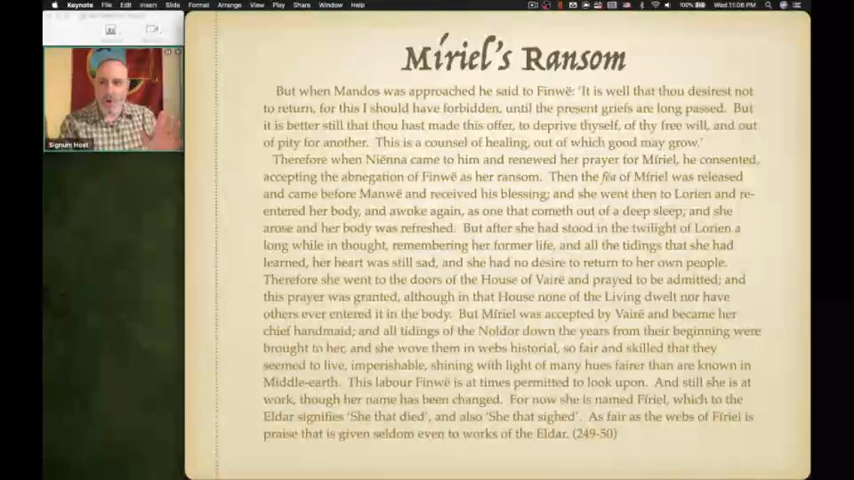 Keynote File Edit Insert Slide Format Arrange View Play Share Window Help
100%
Wed 11:06 PM
Míriel's Ransom
But when Mandos was approached he said to Finwë: 'It is well that thou desirest not
to return, for this I should have forbidden, until the present griefs are long passed. But
it is better still that thou hast made this offer, to deprive thyself, of thy free will, and out
of pity for another. This is a counsel of healing, out of which good may grow.'
Therefore when Niënna came to him and renewed her prayer for Míriel, he consented,
accepting the abnegation of Finwë as her ransom. Then the fëa of Míriel was released
and came before Manwë and received his blessing; and she went then to Lorien and re-
entered her body, and awoke again, as one that cometh out of a deep sleep; and she
arose and her body was refreshed. But after she had stood in the twilight of Lorien a
long while in thought, remembering her former life, and all the tidings that she had
learned, her heart was still sad, and she had no desire to return to her own people.
Therefore she went to the doors of the House of Vairë and prayed to be admitted; and
this prayer was granted, although in that House none of the Living dwelt nor have
others ever entered it in the body. But Míriel was accepted by Vairë and became her
chief handmaid; and all tidings of the Noldor down the years from their beginning were
brought to her, and she wove them in webs historial, so fair and skilled that they
seemed to live, imperishable, shining with light of many hues fairer than are known in
Middle-earth. This labour Finwë is at times permitted to look upon. And still she is at
work, though her name has been changed. For now she is named Fíriel, which to the
Eldar signifies 'She that died', and also 'She that sighed'. As fair as the webs of Fíriel is
praise that is given seldom even to works of the Eldar. (249-50)
Signum Host